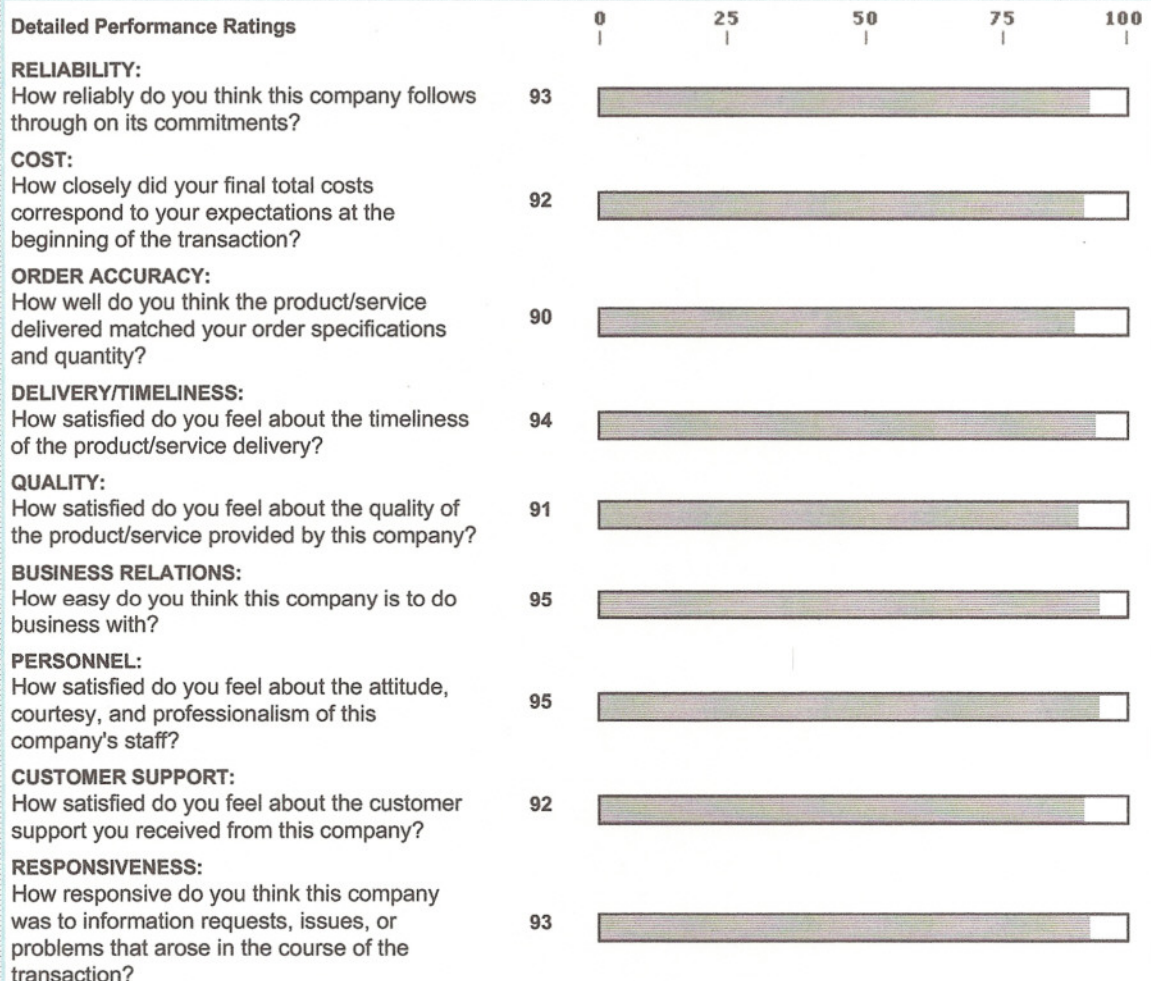 Detailed Performance Ratings 0 25 50 75 100
RELIABILITY:
How reliably do you think this company follows 93
through on its commitments?
COST:
How closely did your final total costs
correspond to your expectations at the 92
beginning of the transaction?
ORDER ACCURACY:
How well do you think the product/service
delivered matched your order specifications 90
and quantity?
DELIVERY/TIMELINESS:
How satisfied do you feel about the timeliness 94
of the product/service delivery?
QUALITY:
How satisfied do you feel about the quality of 91
the product/service provided by this company?
BUSINESS RELATIONS:
How easy do you think this company is to do 95
business with?
PERSONNEL:
How satisfied do you feel about the attitude,
courtesy, and professionalism of this 95
company's staff?
CUSTOMER SUPPORT:
How satisfied do you feel about the customer 92
support you received from this company?
RESPONSIVENESS:
How responsive do you think this company
was to information requests, issues, or 93
problems that arose in the course of the
transaction?